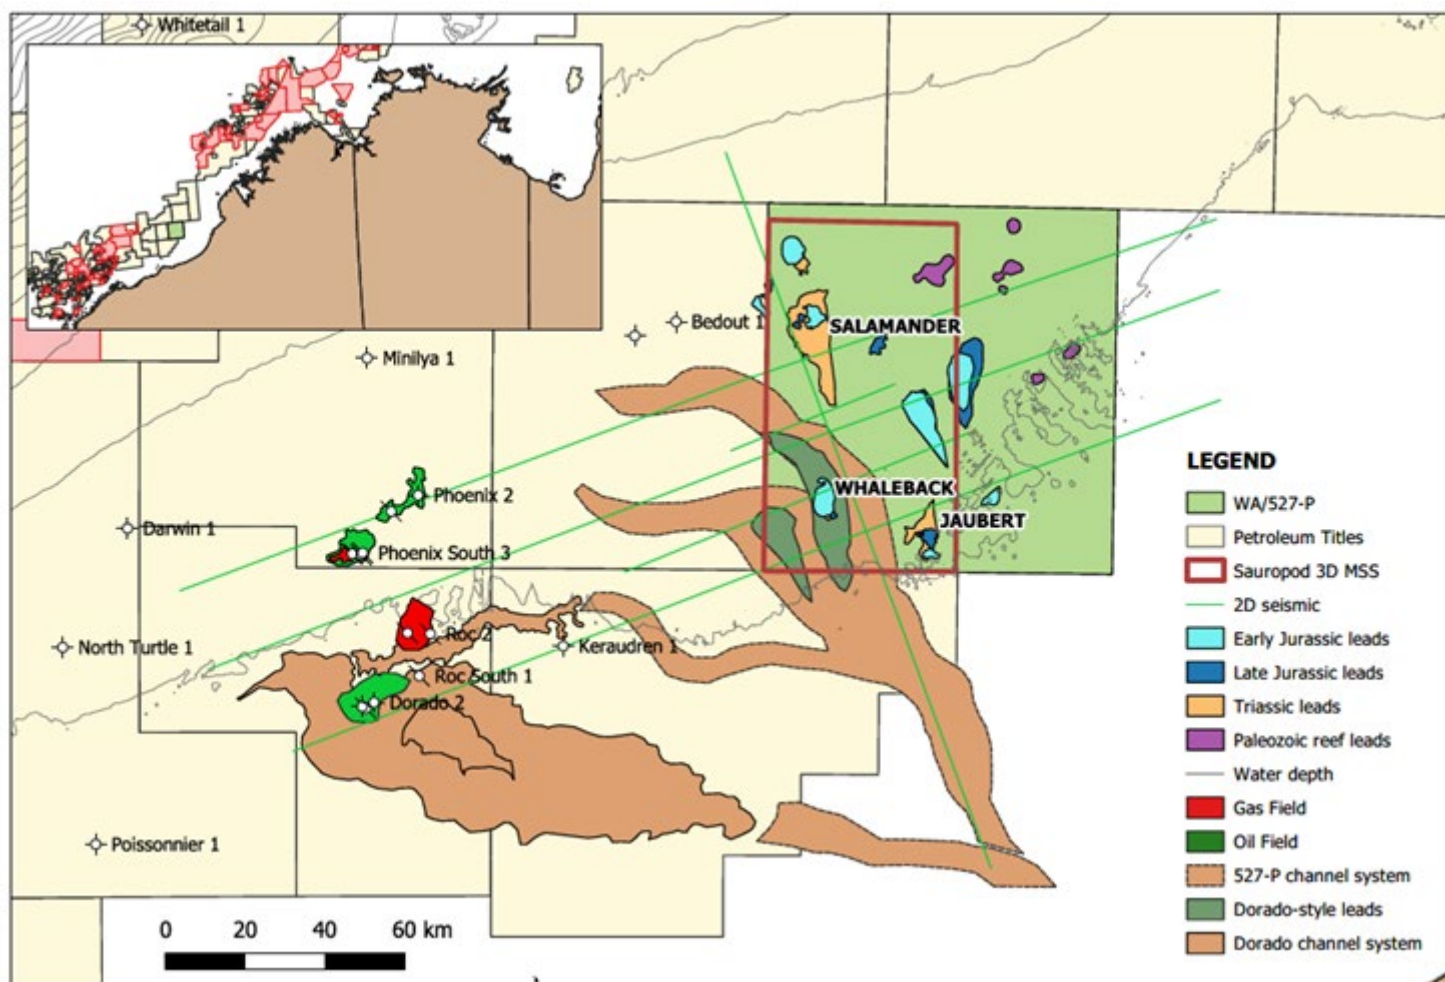 Whitetail 1
Bedout 1
SALAMANDER
Minilya 1
Phoenix 2
WHALEBACK
JAUBERT
Darwin 1
Phoenix South 3
North Turtle 1
Roc 2
Keraudren 1
Roc South 1
Dorado 2
Poissonnier 1
0 20 40 60 km
LEGEND
WA/527-P
Petroleum Titles
Sauropod 3D MSS
2D seismic
Early Jurassic leads
Late Jurassic leads
Triassic leads
Paleozoic reef leads
Water depth
Gas Field
Oil Field
527-P channel system
Dorado-style leads
Dorado channel system